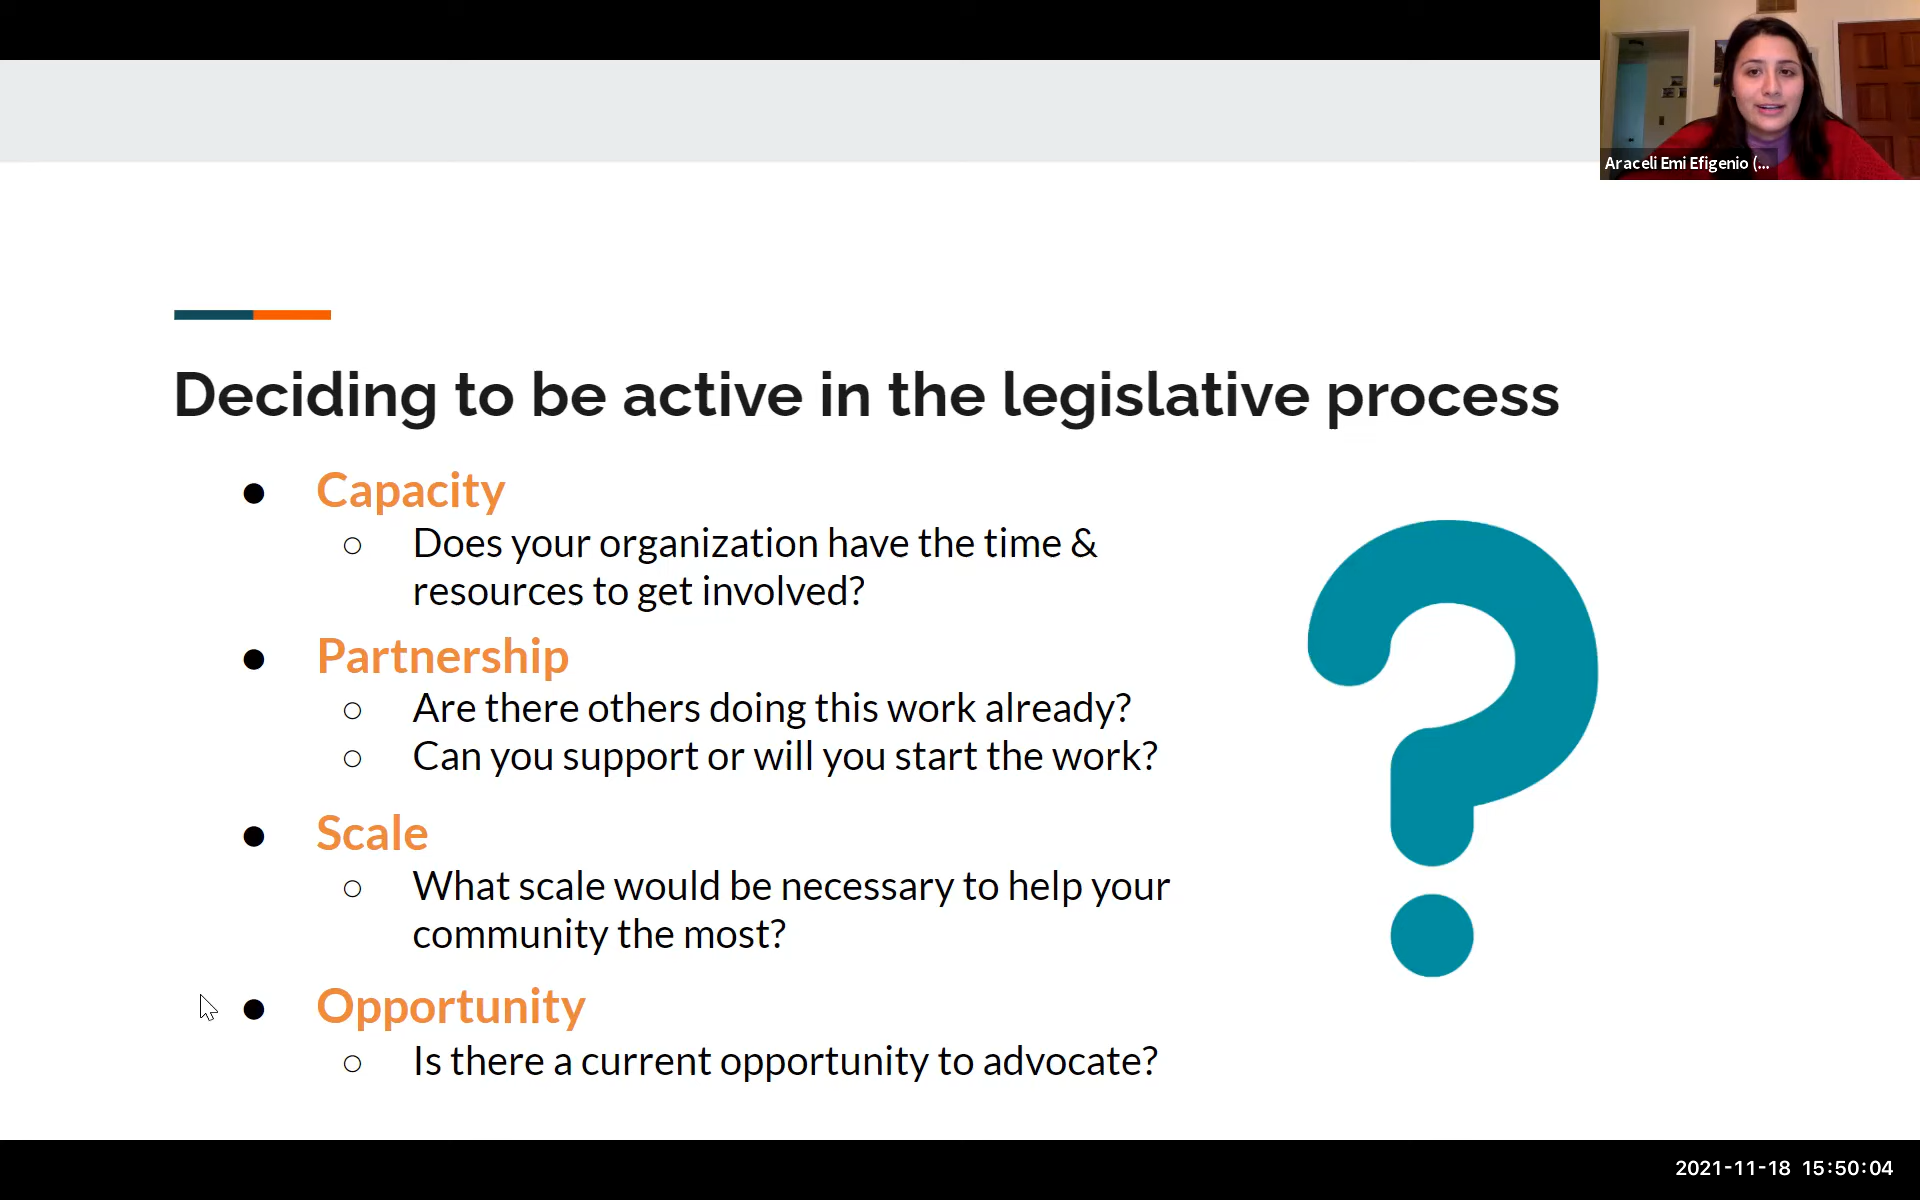 Araceli Emi Efigenio (...
Deciding to be active in the legislative process
● Capacity
○ Does your organization have the time &
resources to get involved?
● Partnership
○ Are there others doing this work already?
○ Can you support or will you start the work?
● Scale
○ What scale would be necessary to help your
community the most?
● Opportunity
○ Is there a current opportunity to advocate?
?
2021-11-18 15:50:04